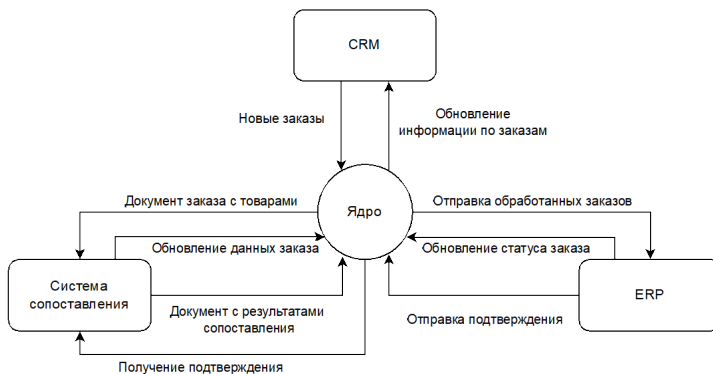 CRM
Новые заказы
Обновление
информации по заказам
Документ заказа с товарами
Ядро
Отправка обработанных заказов
Обновление данных заказа
Обновление статуса заказа
Система
сопоставления
ERP
Документ с результатами
сопоставления
Отправка подтверждения
Получение подтверждения